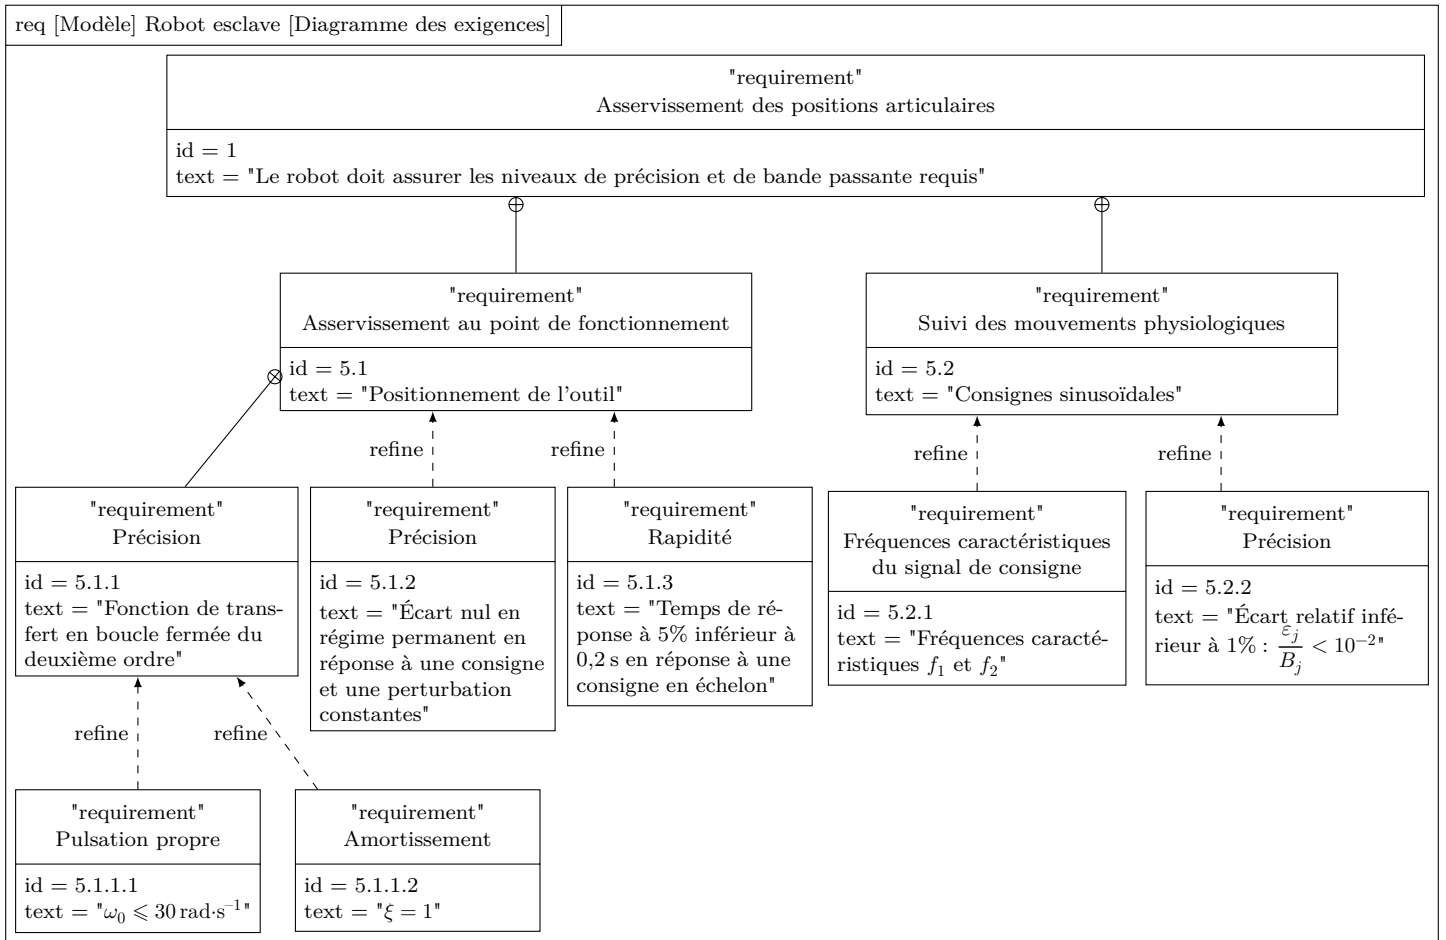 req [Modèle] Robot esclave [Diagramme des exigences]
"requirement"
Asservissement des positions articulaires
id = 1
text = "Le robot doit assurer les niveaux de précision et de bande passante requis"
"requirement"
Asservissement au point de fonctionnement
id = 5.1
text = "Positionnement de l'outil"
"requirement"
Suivi des mouvements physiologiques
id = 5.2
text = "Consignes sinusoïdales"
refine
refine
refine
refine
"requirement"
Précision
id = 5.1.1
text = "Fonction de trans-
fert en boucle fermée du
deuxième ordre"
"requirement"
Précision
id = 5.1.2
text = "Écart nul en
régime permanent en
réponse à une consigne
et une perturbation
constantes"
"requirement"
Rapidité
id = 5.1.3
text = "Temps de ré-
ponse à 5% inférieur à
0,2 s en réponse à une
consigne en échelon"
"requirement"
Fréquences caractéristiques
du signal de consigne
id = 5.2.1
text = "Fréquences caracté-
ristiques f₁ et f₂"
"requirement"
Précision
id = 5.2.2
text = "Écart relatif infé-
rieur à 1% : ε_j/B_j < 10⁻²"
refine
refine
"requirement"
Pulsation propre
id = 5.1.1.1
text = "ω₀ ⩽ 30 rad·s⁻¹"
"requirement"
Amortissement
id = 5.1.1.2
text = "ξ = 1"